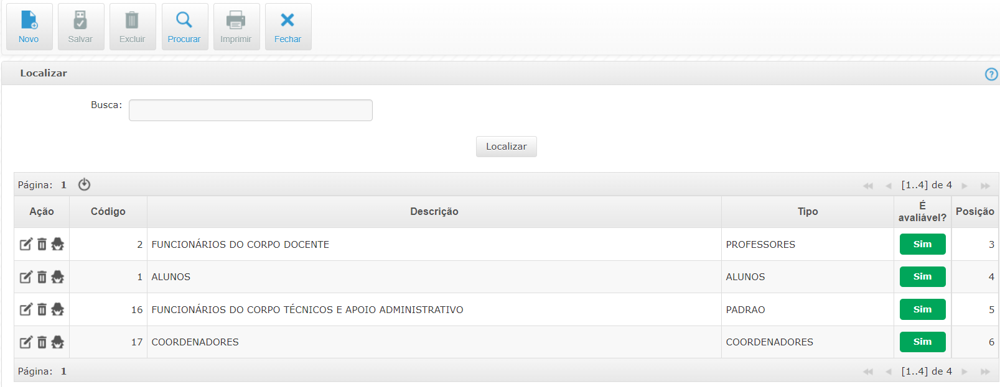 Novo Salvar Excluir Procurar Imprimir Fechar
Localizar ?
Busca:
Localizar
Página: 1 [1..4] de 4
Ação Código Descrição Tipo É avaliável? Posição
2 FUNCIONÁRIOS DO CORPO DOCENTE PROFESSORES Sim 3
1 ALUNOS ALUNOS Sim 4
16 FUNCIONÁRIOS DO CORPO TÉCNICOS E APOIO ADMINISTRATIVO PADRAO Sim 5
17 COORDENADORES COORDENADORES Sim 6
Página: 1 [1..4] de 4